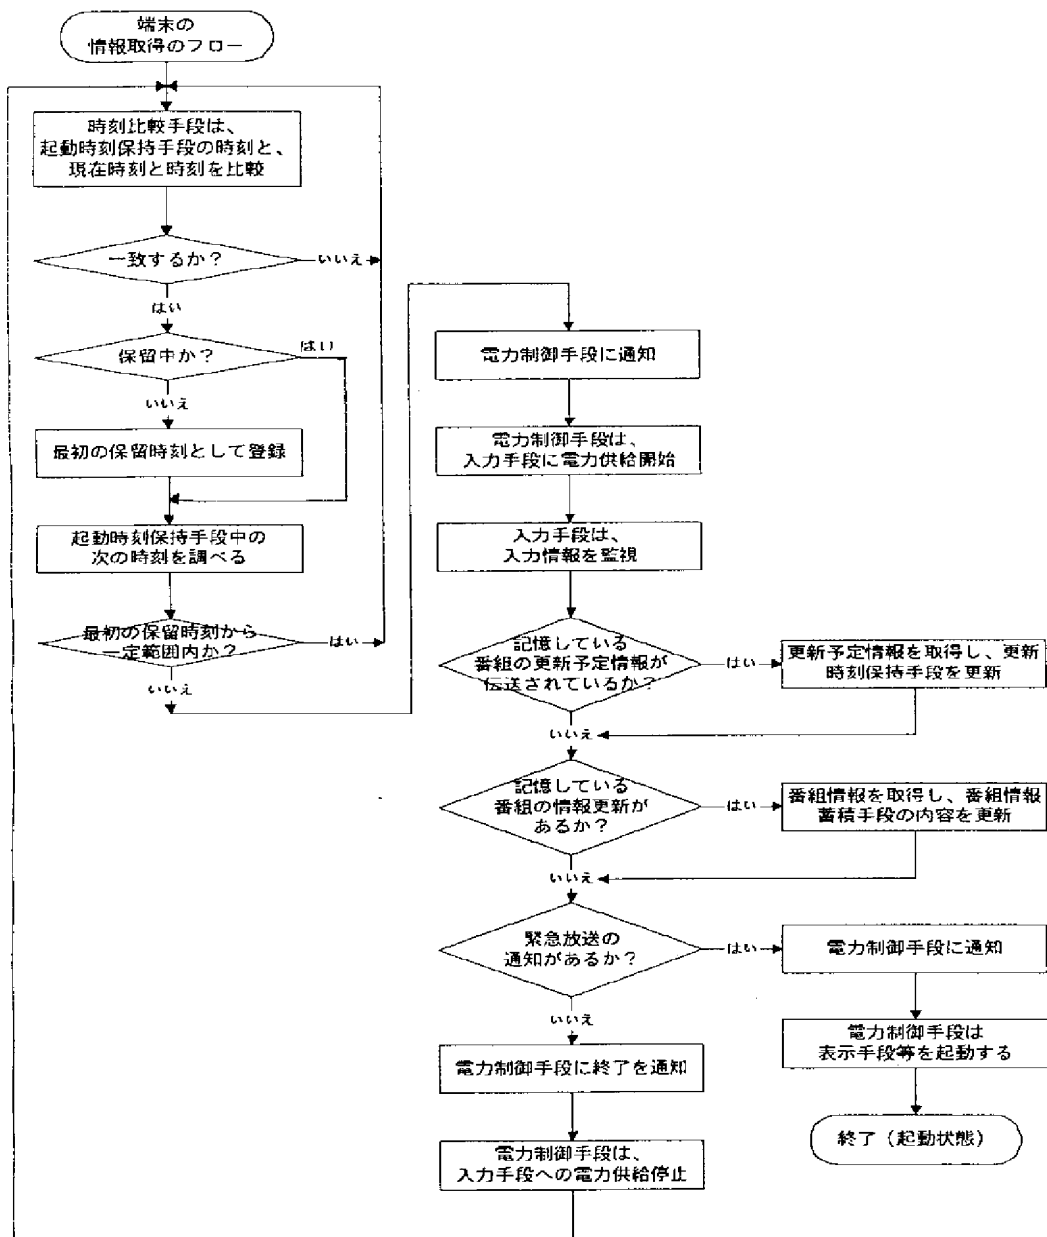 端末の
情報取得のフロー
時刻比較手段は、
起動時刻保持手段の時刻と、
現在時刻と時刻を比較
一致するか？
いいえ
はい
保留中か？
はい
いいえ
最初の保留時刻として登録
起動時刻保持手段中の
次の時刻を調べる
最初の保留時刻から
一定範囲内か？
はい
いいえ
電力制御手段に通知
電力制御手段は、
入力手段に電力供給開始
入力手段は、
入力情報を監視
記憶している
番組の更新予定情報が
伝送されているか？
はい
更新予定情報を取得し、更新
時刻保持手段を更新
いいえ
記憶している
番組の情報更新が
あるか？
はい
番組情報を取得し、番組情報
蓄積手段の内容を更新
いいえ
緊急放送の
通知があるか？
はい
電力制御手段に通知
いいえ
電力制御手段は
表示手段等を起動する
電力制御手段に終了を通知
終了（起動状態）
電力制御手段は、
入力手段への電力供給停止